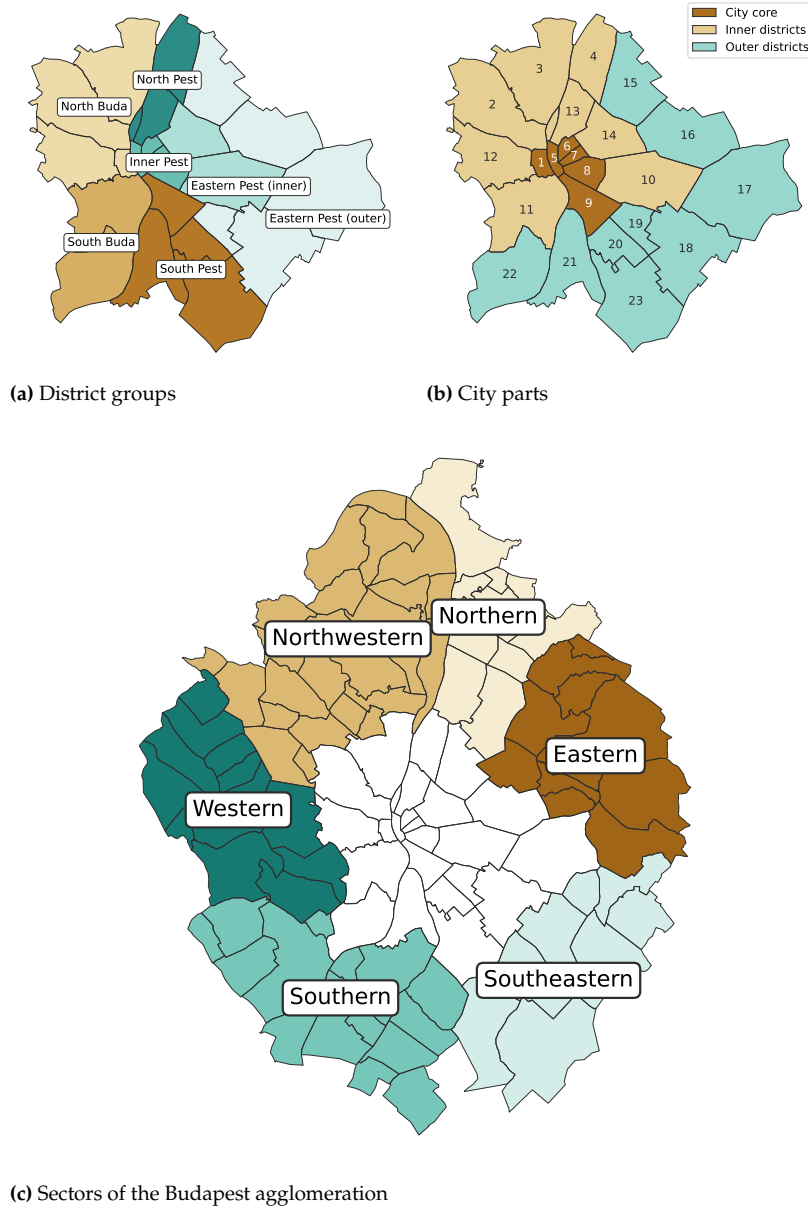 North Pest
North Buda
Inner Pest
Eastern Pest (inner)
Eastern Pest (outer)
South Buda
South Pest
(a) District groups
City core
Inner districts
Outer districts
3
4
15
2
13
16
14
6
12
1
5
7
8
10
17
9
11
19
20
18
21
22
23
(b) City parts
Northern
Northwestern
Eastern
Western
Southeastern
Southern
(c) Sectors of the Budapest agglomeration